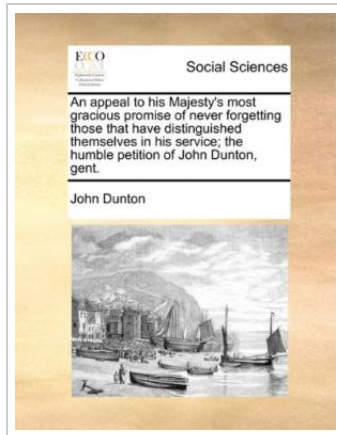 ECCO
Social Sciences
An appeal to his Majesty's most
gracious promise of never forgetting
those that have distinguished
themselves in his service; the
humble petition of John Dunton,
gent.
John Dunton